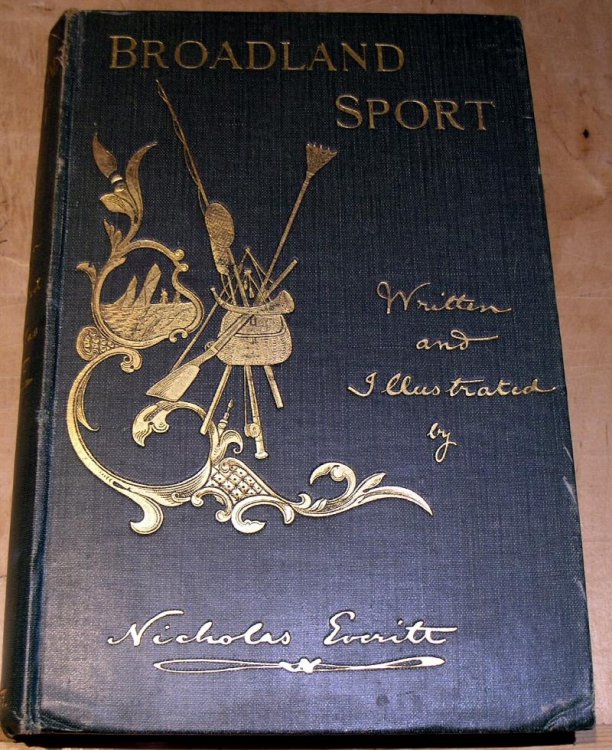 BROADLAND
SPORT
Written
and
Illustrated
by
Nicholas Everitt